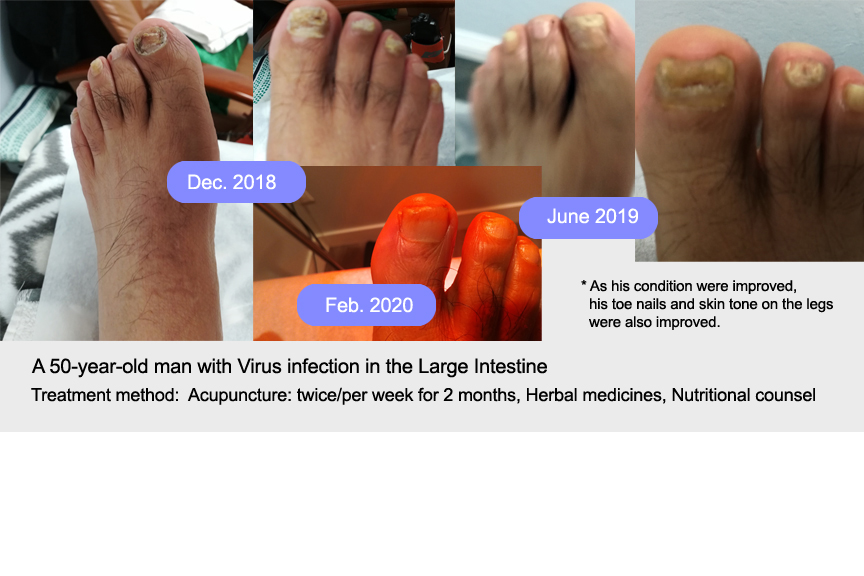 Dec. 2018
June 2019
Feb. 2020
* As his condition were improved,
his toe nails and skin tone on the legs
were also improved.
A 50-year-old man with Virus infection in the Large Intestine
Treatment method: Acupuncture: twice/per week for 2 months, Herbal medicines, Nutritional counsel